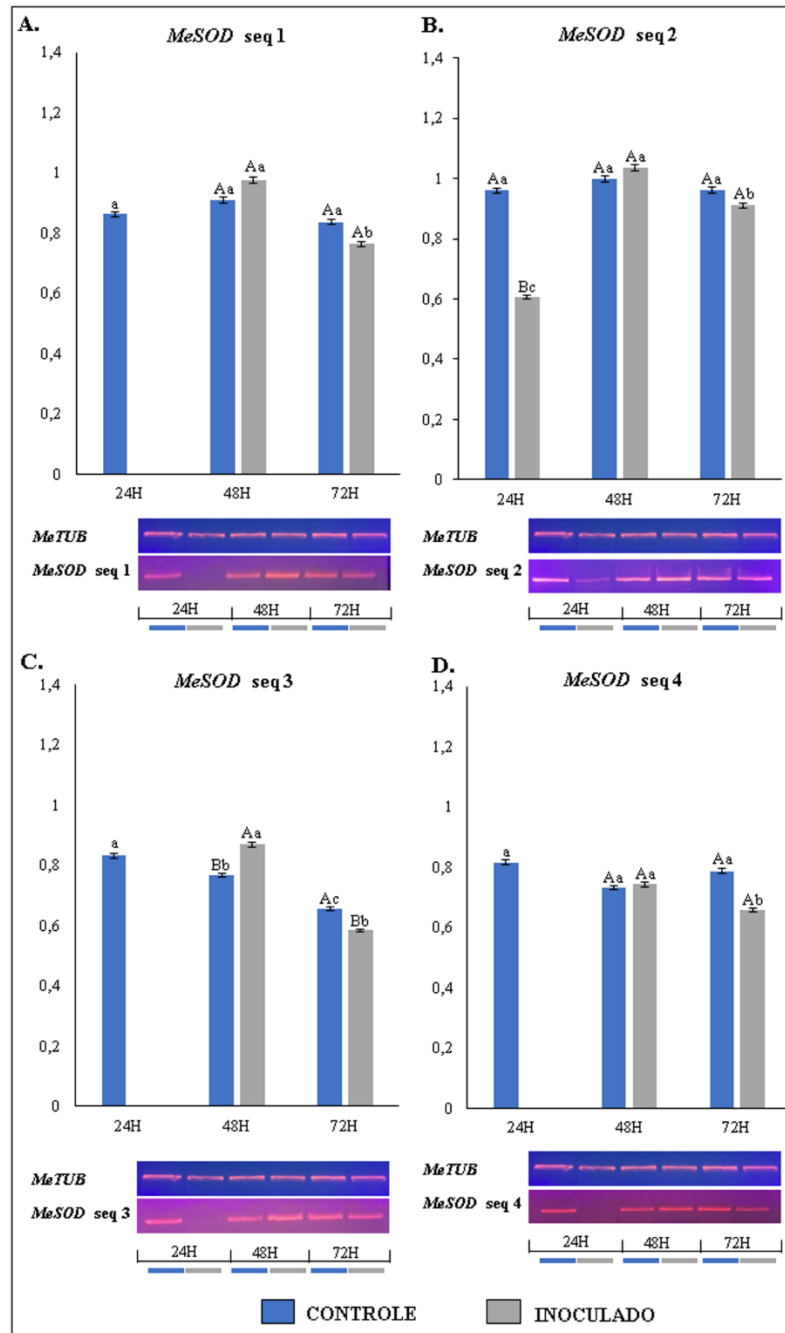 A.
MeSOD seq 1
1,4
1,2
1
0,8
0,6
0,4
0,2
0
a
Aa
Aa
Aa
Ab
24H
48H
72H
MeTUB
MeSOD seq 1
24H
48H
72H
B.
MeSOD seq 2
1,4
1,2
1
0,8
0,6
0,4
0,2
0
Aa
Bc
Aa
Aa
Aa
Ab
24H
48H
72H
MeTUB
MeSOD seq 2
24H
48H
72H
C.
MeSOD seq 3
1,4
1,2
1
0,8
0,6
0,4
0,2
0
a
Bb
Aa
Ac
Bb
24H
48H
72H
MeTUB
MeSOD seq 3
24H
48H
72H
D.
MeSOD seq 4
1,4
1,2
1
0,8
0,6
0,4
0,2
0
a
Aa
Aa
Aa
Ab
24H
48H
72H
MeTUB
MeSOD seq 4
24H
48H
72H
CONTROLE
INOCULADO